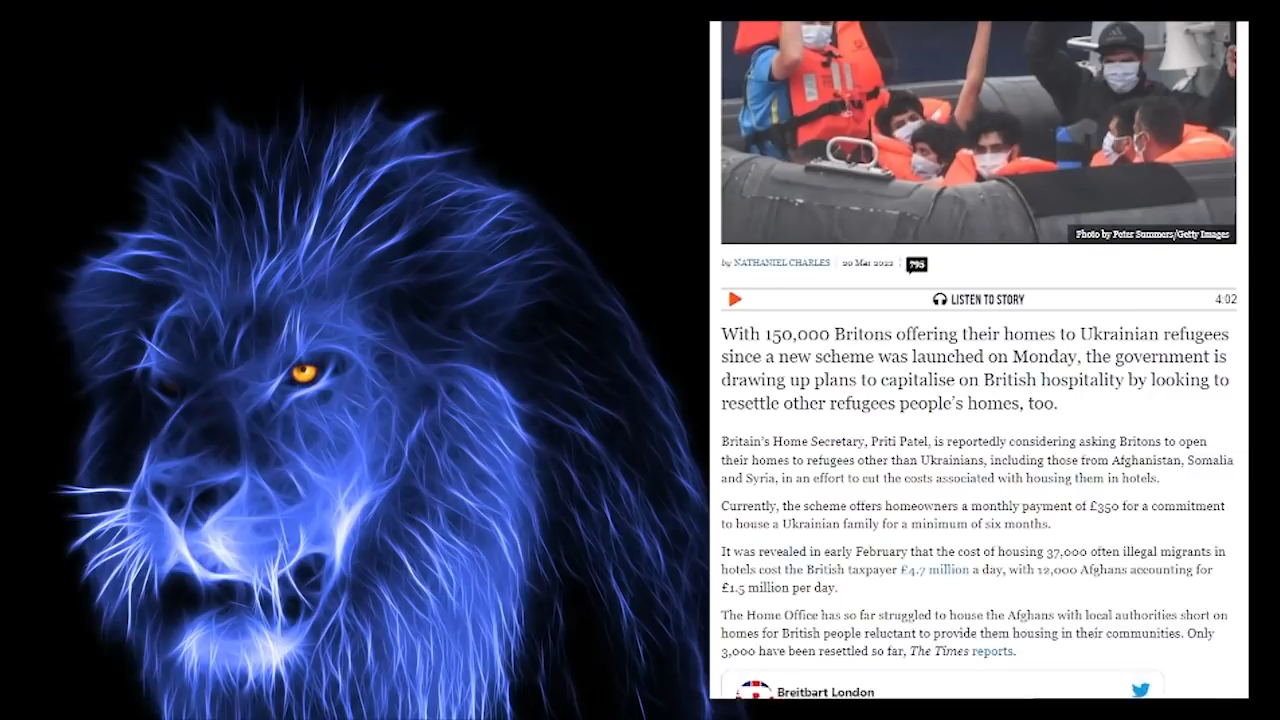 Photo by Peter Summers/Getty Images
by NATHANIEL CHARLES 20 Mar 2022 795
LISTEN TO STORY 4:02
With 150,000 Britons offering their homes to Ukrainian refugees
since a new scheme was launched on Monday, the government is
drawing up plans to capitalise on British hospitality by looking to
resettle other refugees people's homes, too.
Britain's Home Secretary, Priti Patel, is reportedly considering asking Britons to open
their homes to refugees other than Ukrainians, including those from Afghanistan, Somalia
and Syria, in an effort to cut the costs associated with housing them in hotels.
Currently, the scheme offers homeowners a monthly payment of £350 for a commitment
to house a Ukrainian family for a minimum of six months.
It was revealed in early February that the cost of housing 37,000 often illegal migrants in
hotels cost the British taxpayer £4.7 million a day, with 12,000 Afghans accounting for
£1.5 million per day.
The Home Office has so far struggled to house the Afghans with local authorities short on
homes for British people reluctant to provide them housing in their communities. Only
3,000 have been resettled so far, The Times reports.
Breitbart London